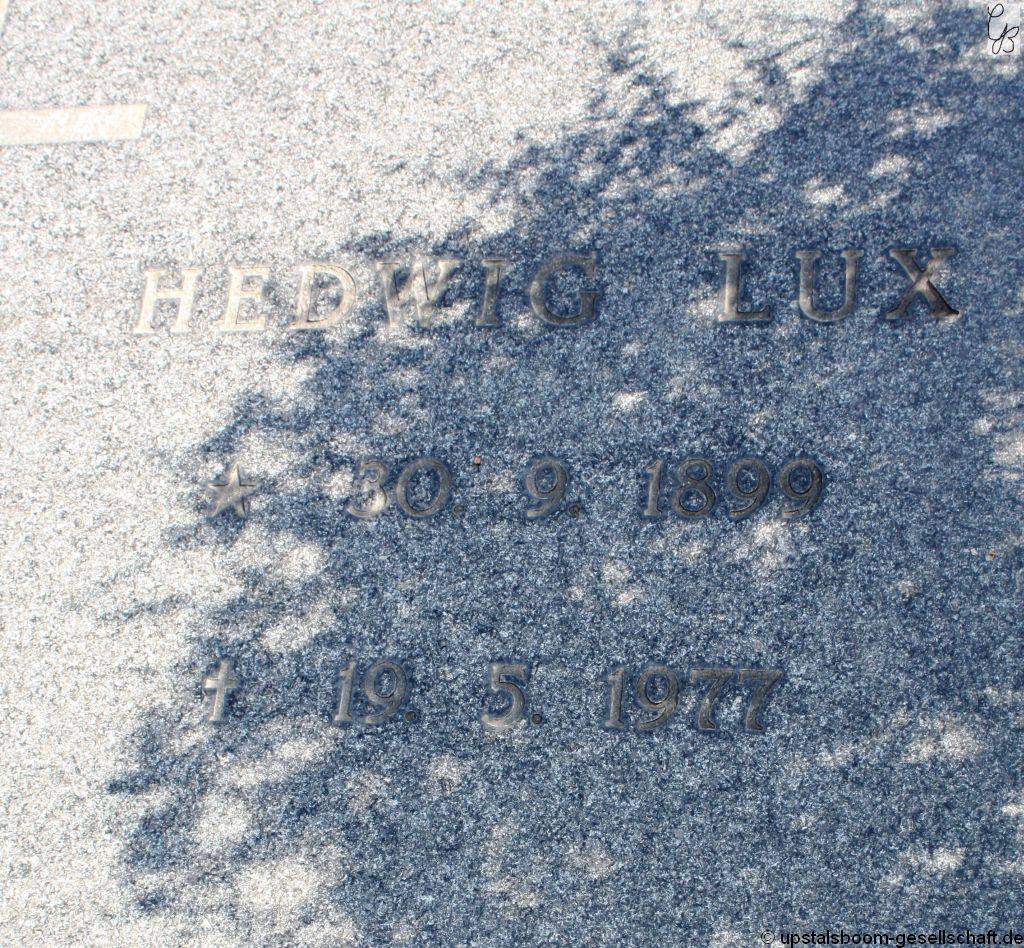 HEDWIG LUX
★ 30. 9. 1899
† 19. 5. 1977
© upstalsboom-gesellschaft.de